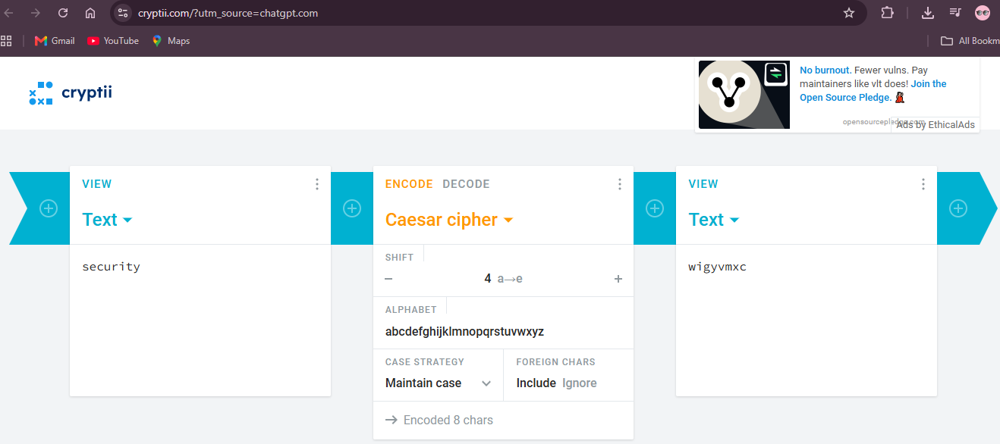 cryptii.com/?utm_source=chatgpt.com
Gmail
YouTube
Maps
All Bookm
cryptii
No burnout. Fewer vulns. Pay
maintainers like vlt does! Join the
Open Source Pledge.
opensourcepledge.com
Ads by EthicalAds
VIEW
Text
security
ENCODE DECODE
Caesar cipher
SHIFT
− 4 a→e +
ALPHABET
abcdefghijklmnopqrstuvwxyz
CASE STRATEGY
Maintain case
FOREIGN CHARS
Include Ignore
→ Encoded 8 chars
VIEW
Text
wigyvmxc